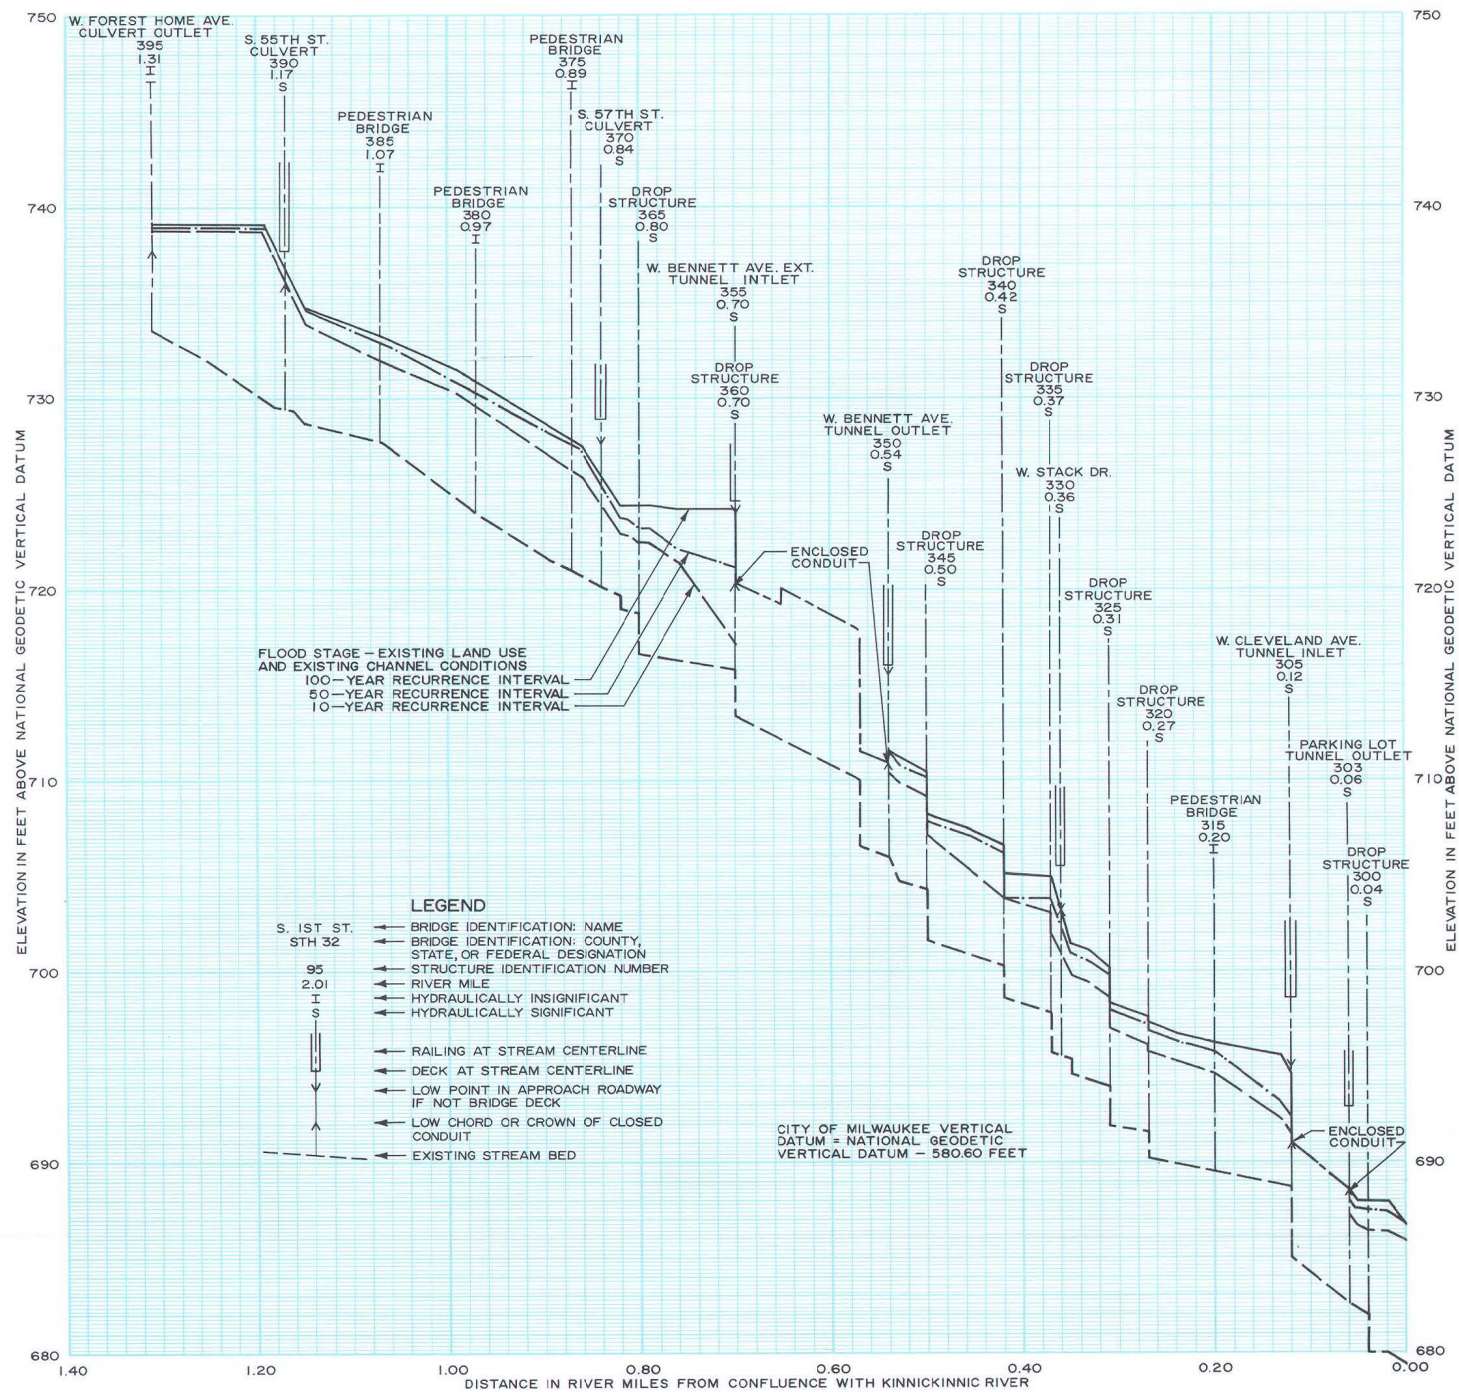 750
740
730
720
710
700
690
680
750
740
730
720
710
700
690
680
ELEVATION IN FEET ABOVE NATIONAL GEODETIC VERTICAL DATUM
ELEVATION IN FEET ABOVE NATIONAL GEODETIC VERTICAL DATUM
W. FOREST HOME AVE.
CULVERT OUTLET
395
1.31
I
S. 55TH ST.
CULVERT
390
1.17
S
PEDESTRIAN
BRIDGE
385
1.07
I
PEDESTRIAN
BRIDGE
380
0.97
I
PEDESTRIAN
BRIDGE
375
0.89
I
S. 57TH ST.
CULVERT
370
0.84
S
DROP
STRUCTURE
365
0.80
S
W. BENNETT AVE. EXT.
TUNNEL INTLET
355
0.70
S
DROP
STRUCTURE
360
0.70
S
W. BENNETT AVE.
TUNNEL OUTLET
350
0.54
S
DROP
STRUCTURE
345
0.50
S
DROP
STRUCTURE
340
0.42
S
DROP
STRUCTURE
335
0.37
S
W. STACK DR.
330
0.36
S
DROP
STRUCTURE
325
0.31
S
DROP
STRUCTURE
320
0.27
S
PEDESTRIAN
BRIDGE
315
0.20
I
W. CLEVELAND AVE.
TUNNEL INLET
305
0.12
S
PARKING LOT
TUNNEL OUTLET
303
0.06
S
DROP
STRUCTURE
300
0.04
S
ENCLOSED
CONDUIT
FLOOD STAGE – EXISTING LAND USE
AND EXISTING CHANNEL CONDITIONS
100–YEAR RECURRENCE INTERVAL
50–YEAR RECURRENCE INTERVAL
10–YEAR RECURRENCE INTERVAL
LEGEND
S. 1ST ST.
BRIDGE IDENTIFICATION: NAME
STH 32
BRIDGE IDENTIFICATION: COUNTY,
STATE, OR FEDERAL DESIGNATION
95
STRUCTURE IDENTIFICATION NUMBER
2.01
RIVER MILE
I
HYDRAULICALLY INSIGNIFICANT
S
HYDRAULICALLY SIGNIFICANT
RAILING AT STREAM CENTERLINE
DECK AT STREAM CENTERLINE
LOW POINT IN APPROACH ROADWAY
IF NOT BRIDGE DECK
LOW CHORD OR CROWN OF CLOSED
CONDUIT
EXISTING STREAM BED
CITY OF MILWAUKEE VERTICAL
DATUM = NATIONAL GEODETIC
VERTICAL DATUM – 580.60 FEET
ENCLOSED
CONDUIT
1.40
1.20
1.00
0.80
0.60
0.40
0.20
0.00
DISTANCE IN RIVER MILES FROM CONFLUENCE WITH KINNICKINNIC RIVER